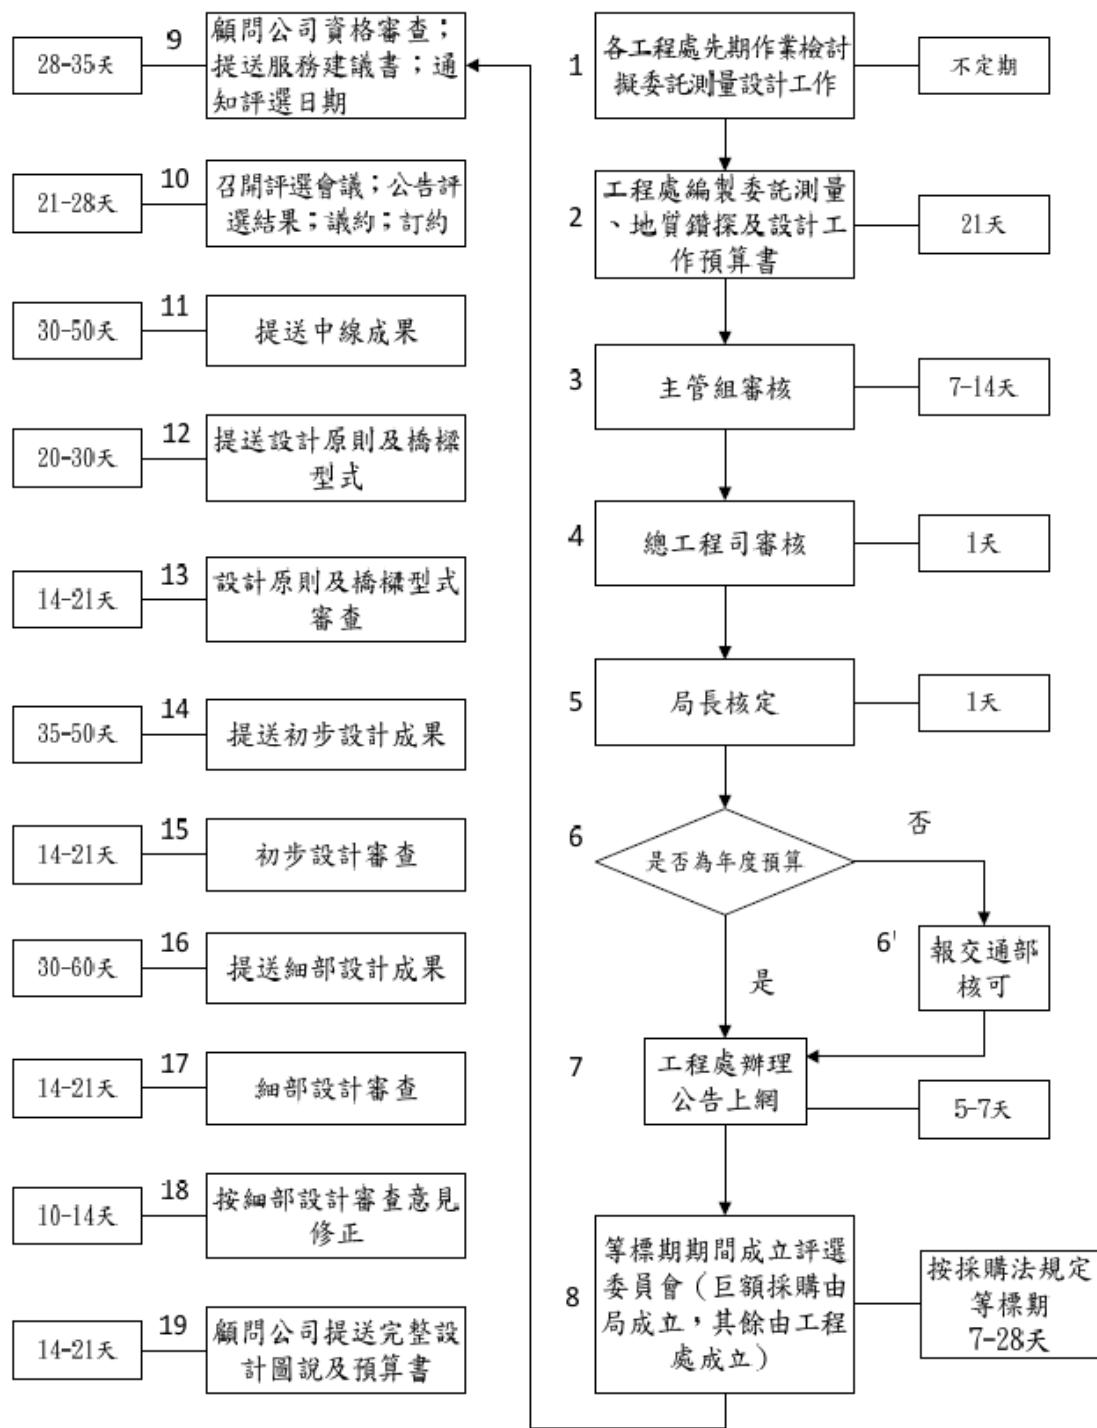 1
各工程處先期作業檢討
擬委託測量設計工作
不定期
2
工程處編製委託測量
、地質鑽探及設計工
作預算書
21天
3
主管組審核
7-14天
4
總工程司審核
1天
5
局長核定
1天
6
是否為年度預算
否
是
6'
報交通部
核可
7
工程處辦理
公告上網
5-7天
8
等標期期間成立評選
委員會（巨額採購由
局成立，其餘由工程
處成立）
按採購法規定
等標期
7-28天
9
顧問公司資格審查；
提送服務建議書；通
知評選日期
28-35天
10
召開評選會議；公告評
選結果；議約；訂約
21-28天
11
提送中線成果
30-50天
12
提送設計原則及橋樑
型式
20-30天
13
設計原則及橋樑型式
審查
14-21天
14
提送初步設計成果
35-50天
15
初步設計審查
14-21天
16
提送細部設計成果
30-60天
17
細部設計審查
14-21天
18
按細部設計審查意見
修正
10-14天
19
顧問公司提送完整設
計圖說及預算書
14-21天